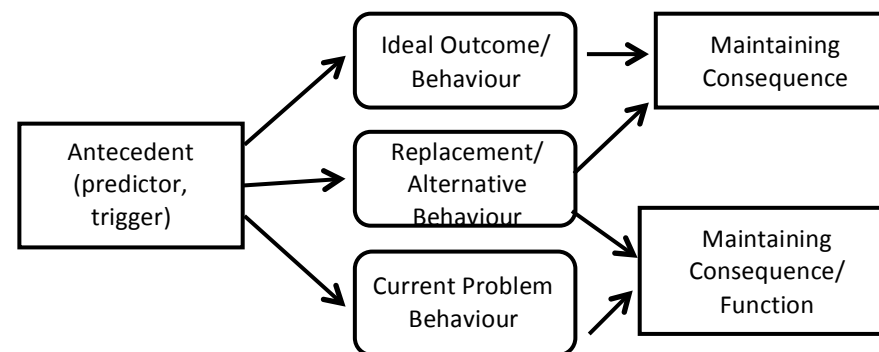 Ideal Outcome/
Behaviour
Maintaining
Consequence
Antecedent
(predictor,
trigger)
Replacement/
Alternative
Behaviour
Maintaining
Consequence/
Function
Current Problem
Behaviour